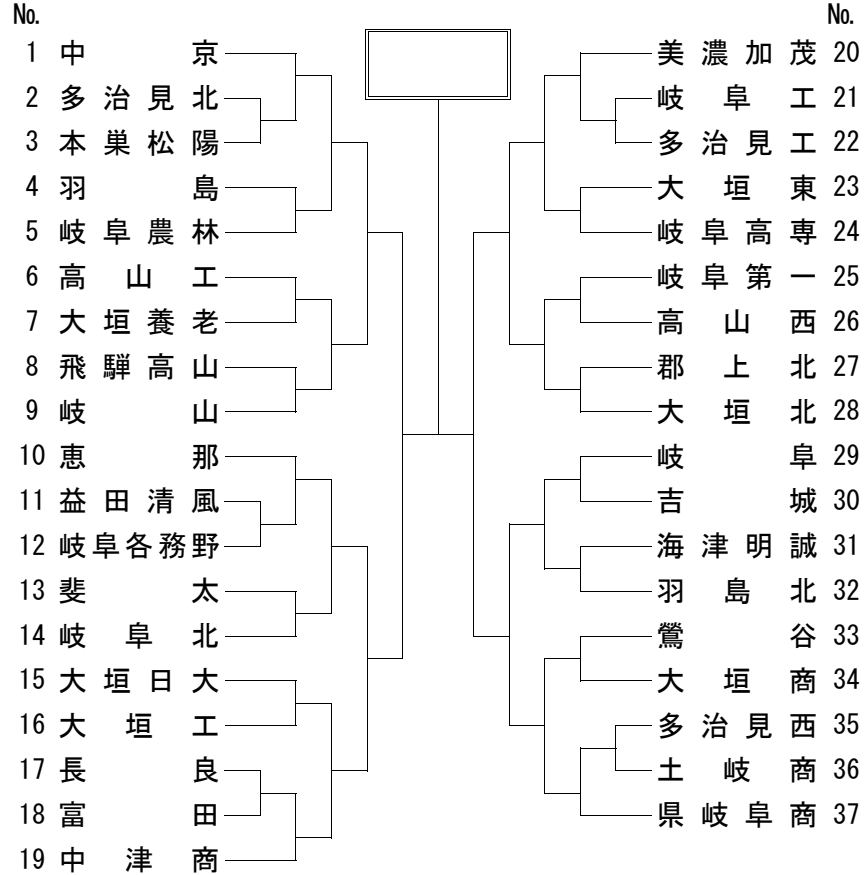 No.
1 中京
2 多治見北
3 本巣松陽
4 羽島
5 岐阜農林
6 高山工
7 大垣養老
8 飛騨高山
9 岐山
10 恵那
11 益田清風
12 岐阜各務野
13 斐太
14 岐阜北
15 大垣日大
16 大垣工
17 長良
18 富田
19 中津商
No.
美濃加茂 20
岐阜工 21
多治見工 22
大垣東 23
岐阜高専 24
岐阜第一 25
高山西 26
郡上北 27
大垣北 28
岐阜 29
吉城 30
海津明誠 31
羽島北 32
鶯谷 33
大垣商 34
多治見西 35
土岐商 36
県岐阜商 37